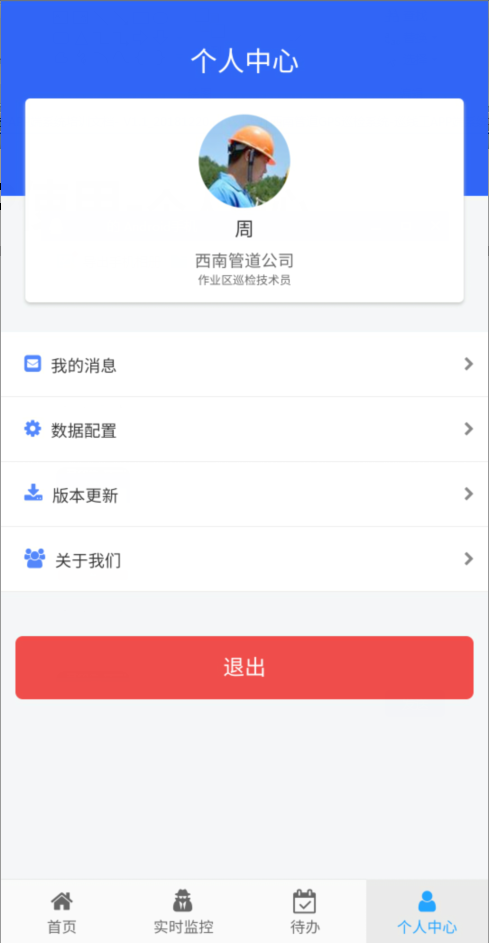 个人中心
周
西南管道公司
作业区巡检技术员
我的消息
数据配置
版本更新
关于我们
退出
首页
实时监控
待办
个人中心